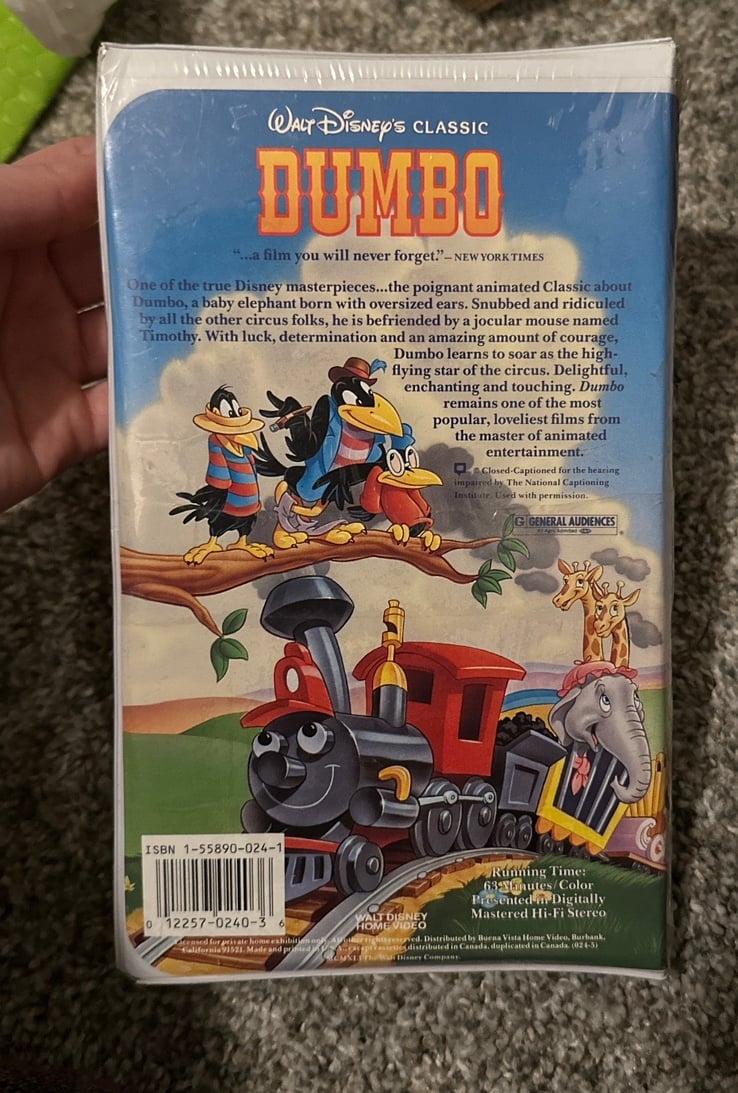 WALT DISNEY'S CLASSIC
DUMBO
"...a film you will never forget."– NEW YORK TIMES
One of the true Disney masterpieces...the poignant animated Classic about
Dumbo, a baby elephant born with oversized ears. Snubbed and ridiculed
by all the other circus folks, he is befriended by a jocular mouse named
Timothy. With luck, determination and an amazing amount of courage,
Dumbo learns to soar as the high-
flying star of the circus. Delightful,
enchanting and touching. Dumbo
remains one of the most
popular, loveliest films from
the master of animated
entertainment.
Closed-Captioned for the hearing
impaired by The National Captioning
Institute. Used with permission.
G GENERAL AUDIENCES
All Ages Admitted
ISBN 1-55890-024-1
0 12257-0240-3 6
Running Time:
63 Minutes/Color
Presented in Digitally
Mastered Hi-Fi Stereo
WALT DISNEY
HOME VIDEO
Licensed for private home exhibition only. All other rights reserved. Distributed by Buena Vista Home Video, Burbank,
California 91521. Made and printed in U.S.A., except cassettes distributed in Canada, duplicated in Canada. (024-5)
MCMXLI The Walt Disney Company.